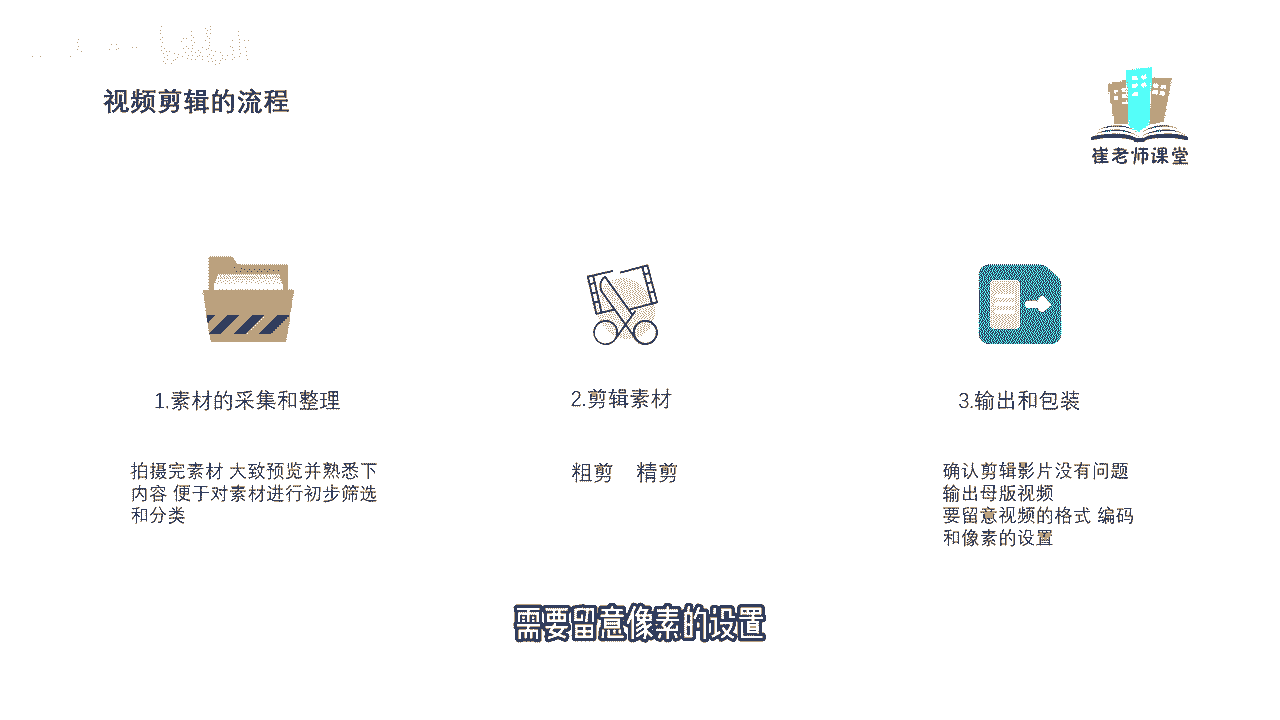 视频剪辑的流程
崔老师课堂
1.素材的采集和整理
拍摄完素材 大致预览并熟悉下
内容 便于对素材进行初步筛选
和分类
2.剪辑素材
粗剪 精剪
3.输出和包装
确认剪辑影片没有问题
输出母版视频
要留意视频的格式 编码
和像素的设置
需要留意像素的设置